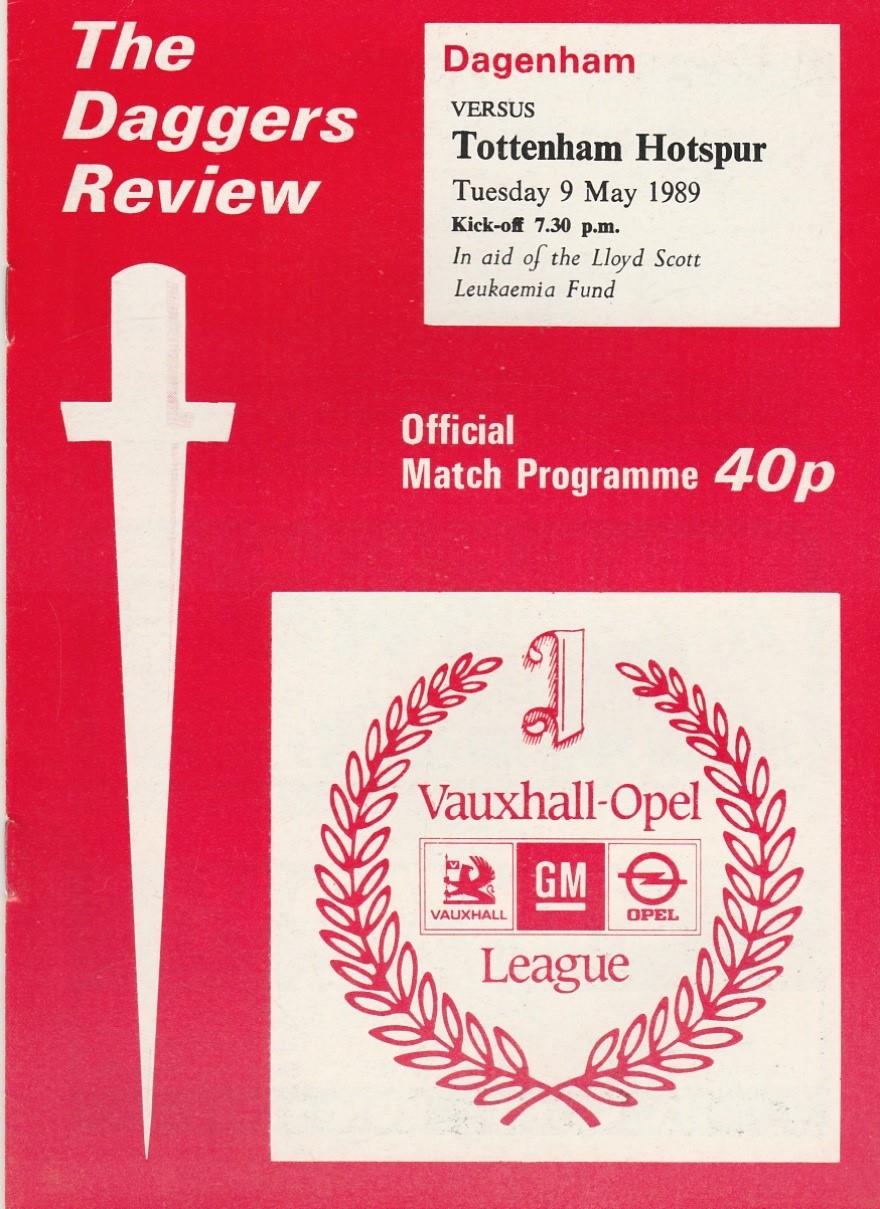 The
Daggers
Review
Dagenham
VERSUS
Tottenham Hotspur
Tuesday 9 May 1989
Kick-off 7.30 p.m.
In aid of the Lloyd Scott
Leukaemia Fund
Official
Match Programme 40p
Vauxhall-Opel
VAUXHALL
GM
OPEL
League